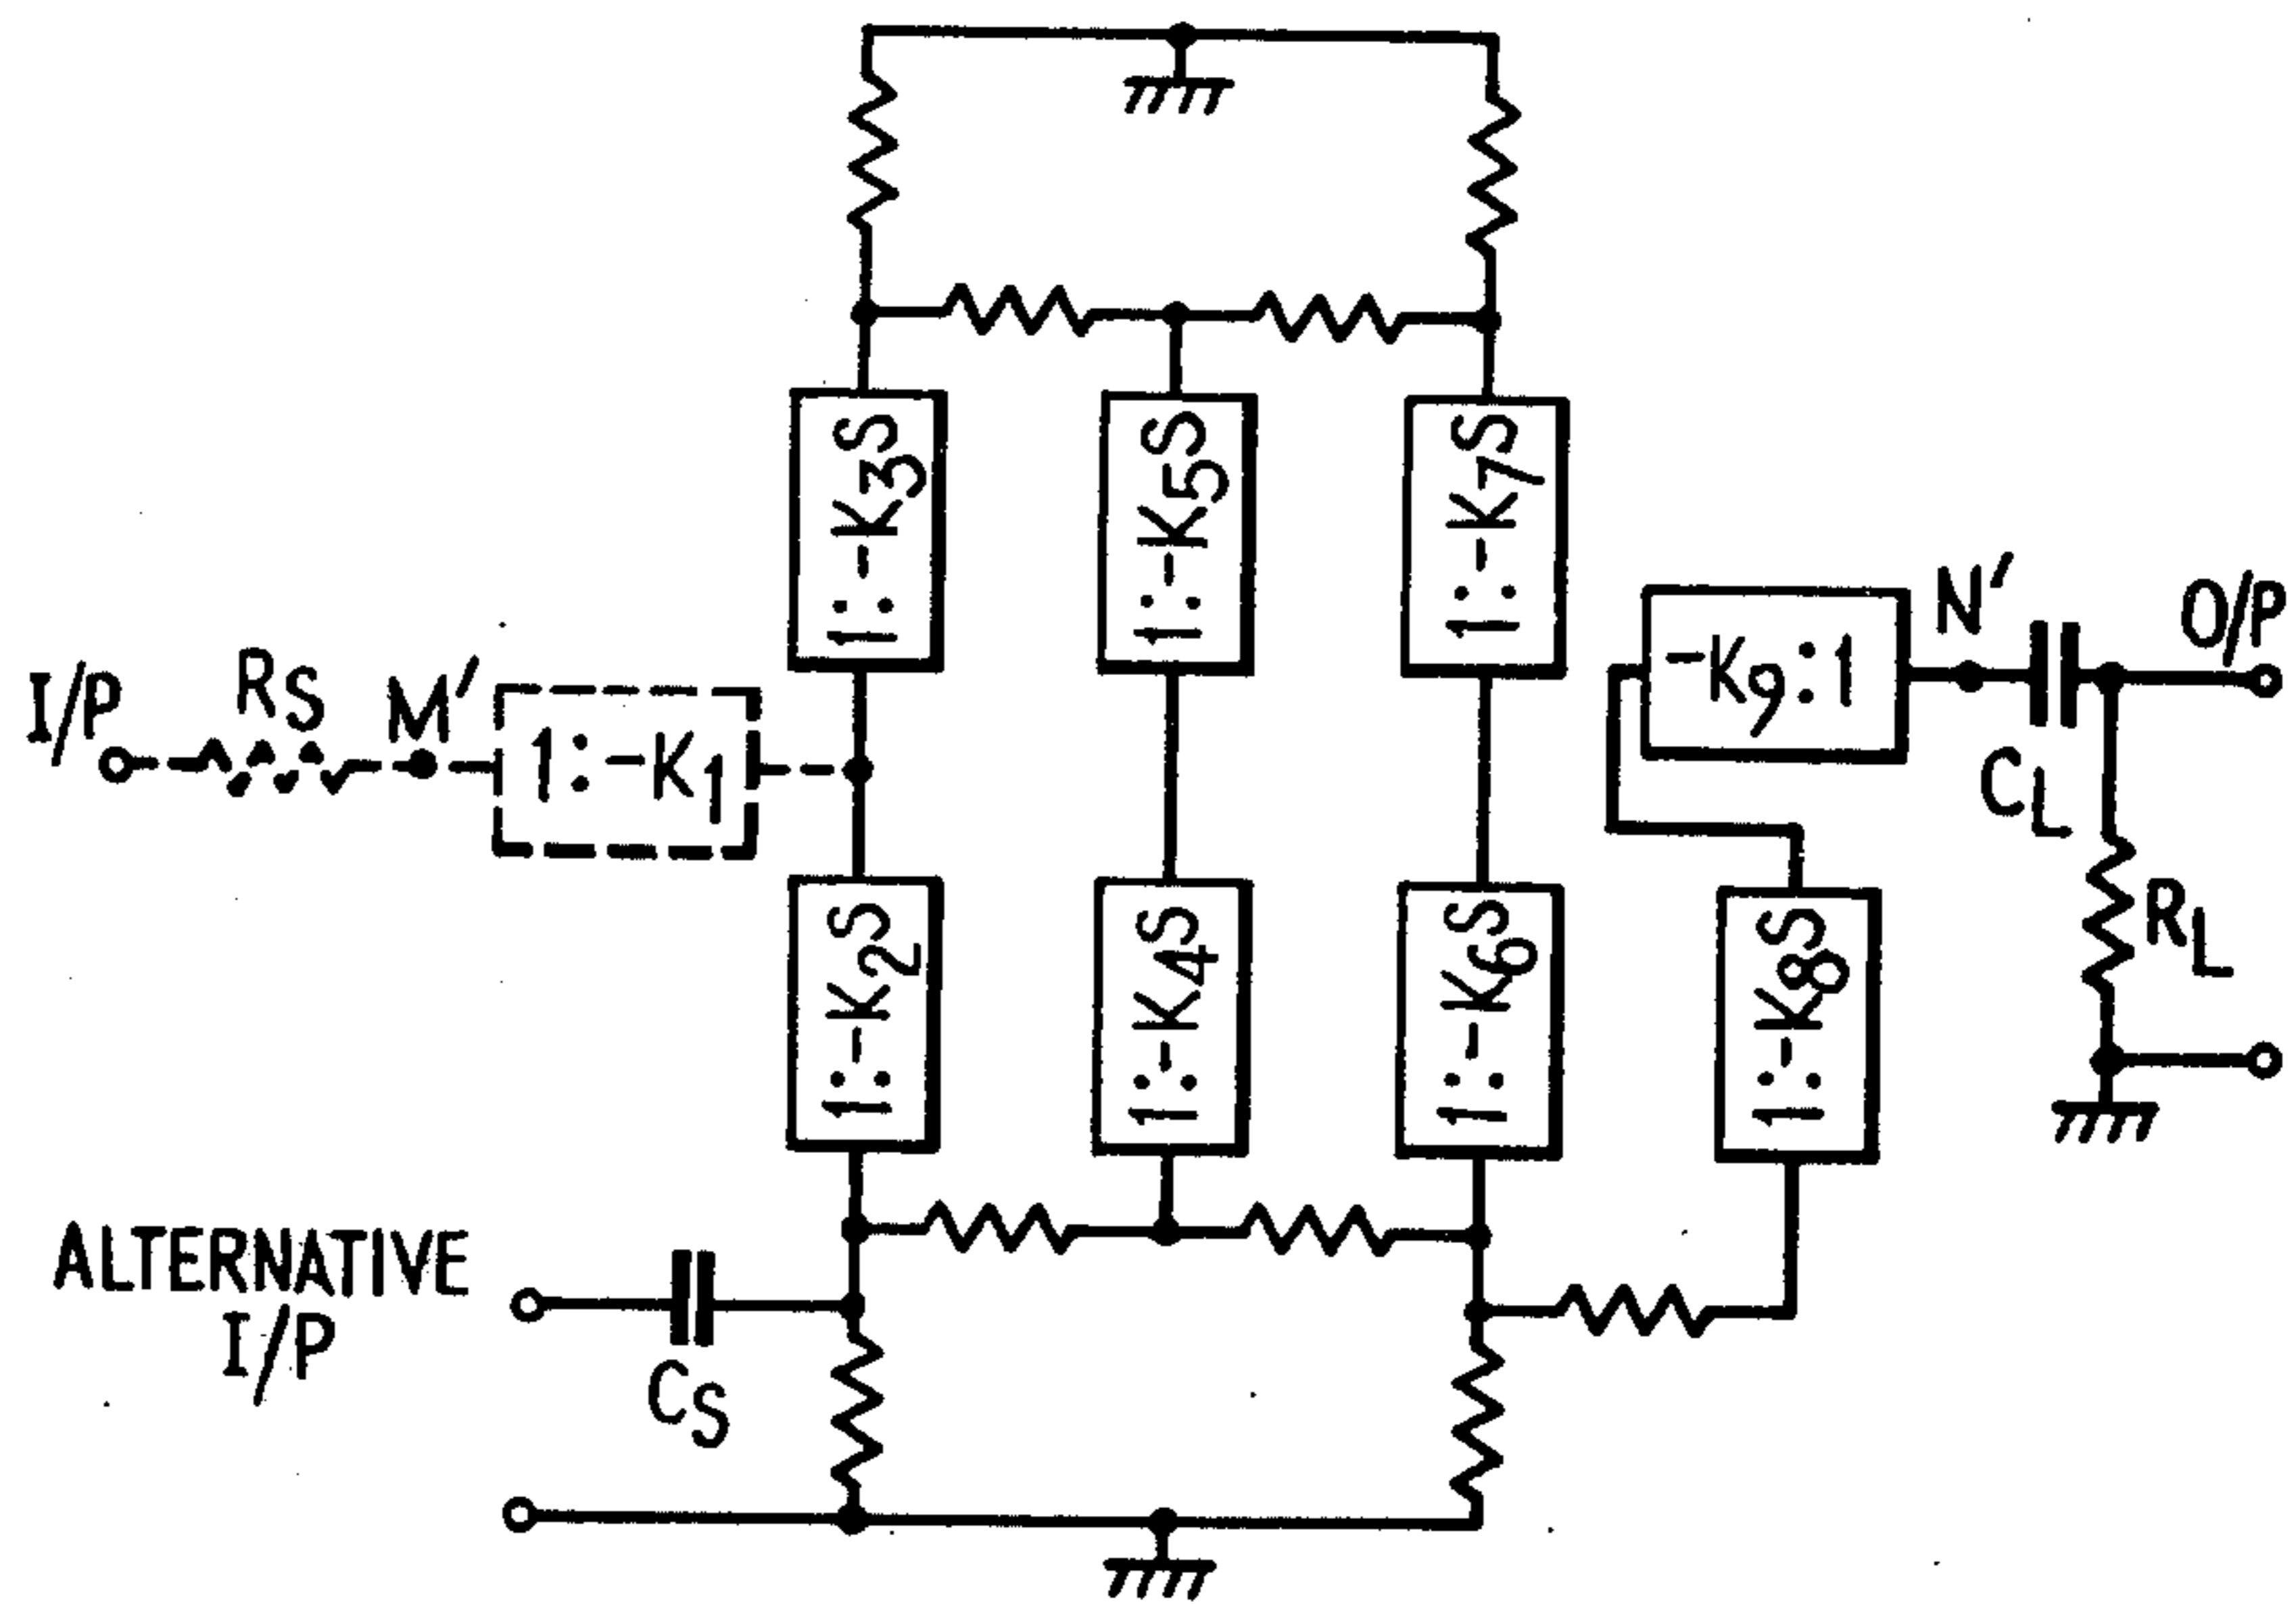 1:-K3S
1:-K5S
1:-K7S
I/P
RS
M'
1:-K1
-K9:1
N'
O/P
CL
RL
1:-K2S
1:-K4S
1:-K6S
1:-K8S
ALTERNATIVE
I/P
CS